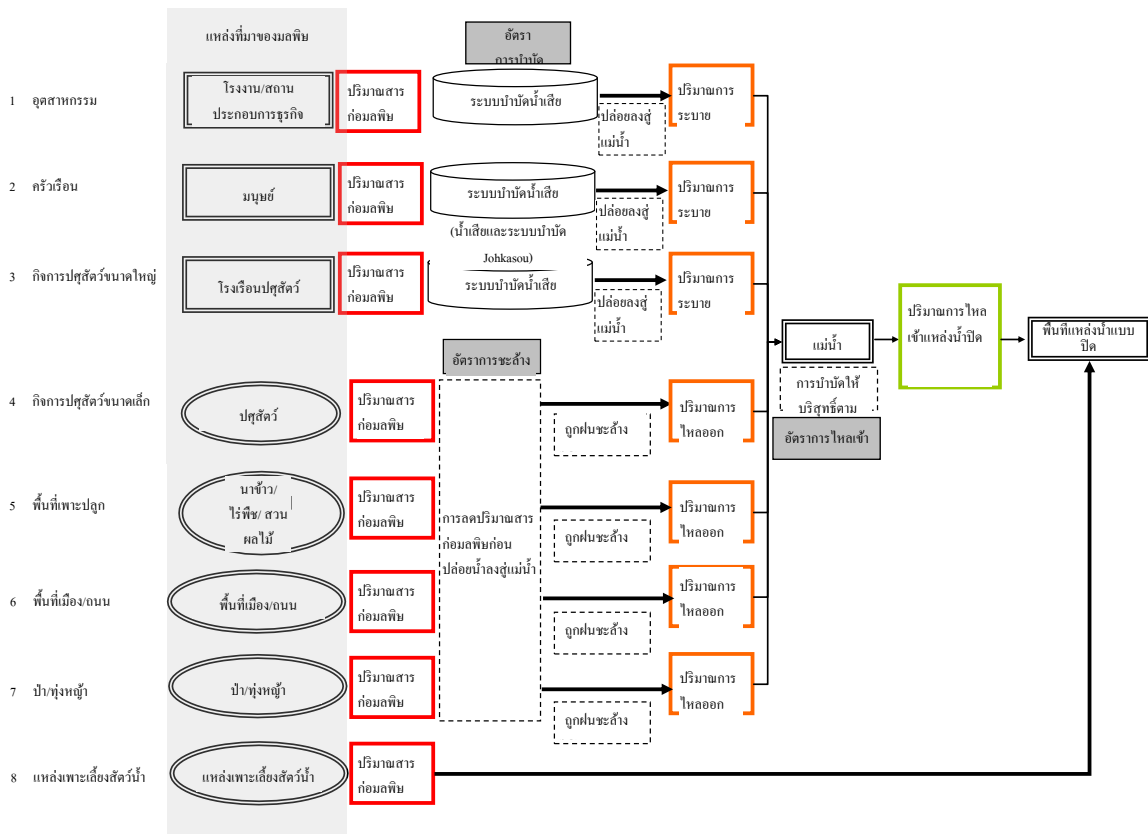 แหล่งที่มาของมลพิษ
อัตรา
การบำบัด
1 อุตสาหกรรม
โรงงาน/สถาน
ประกอบการธุรกิจ
ปริมาณสาร
ก่อมลพิษ
ระบบบำบัดน้ำเสีย
ปล่อยลงสู่
แม่น้ำ
ปริมาณการ
ระบาย
2 ครัวเรือน
มนุษย์
ปริมาณสาร
ก่อมลพิษ
ระบบบำบัดน้ำเสีย
(น้ำเสียและระบบบำบัด
Johkasou)
ปล่อยลงสู่
แม่น้ำ
ปริมาณการ
ระบาย
3 กิจการปศุสัตว์ขนาดใหญ่
โรงเรือนปศุสัตว์
ปริมาณสาร
ก่อมลพิษ
ระบบบำบัดน้ำเสีย
ปล่อยลงสู่
แม่น้ำ
ปริมาณการ
ระบาย
แม่น้ำ
การบำบัดให้
บริสุทธิ์ตาม
อัตราการไหลเข้า
ปริมาณการไหล
เข้าแหล่งน้ำปิด
พื้นที่แหล่งน้ำแบบ
ปิด
อัตราการชะล้าง
4 กิจการปศุสัตว์ขนาดเล็ก
ปศุสัตว์
ปริมาณสาร
ก่อมลพิษ
ถูกฝนชะล้าง
ปริมาณการ
ไหลออก
5 พื้นที่เพาะปลูก
นาข้าว/
ไร่พืช/ สวน
ผลไม้
ปริมาณสาร
ก่อมลพิษ
การลดปริมาณสาร
ก่อมลพิษก่อน
ปล่อยน้ำลงสู่แม่น้ำ
ถูกฝนชะล้าง
ปริมาณการ
ไหลออก
6 พื้นที่เมือง/ถนน
พื้นที่เมือง/ถนน
ปริมาณสาร
ก่อมลพิษ
ถูกฝนชะล้าง
ปริมาณการ
ไหลออก
7 ป่า/ทุ่งหญ้า
ป่า/ทุ่งหญ้า
ปริมาณสาร
ก่อมลพิษ
ถูกฝนชะล้าง
ปริมาณการ
ไหลออก
8 แหล่งเพาะเลี้ยงสัตว์น้ำ
แหล่งเพาะเลี้ยงสัตว์น้ำ
ปริมาณสาร
ก่อมลพิษ